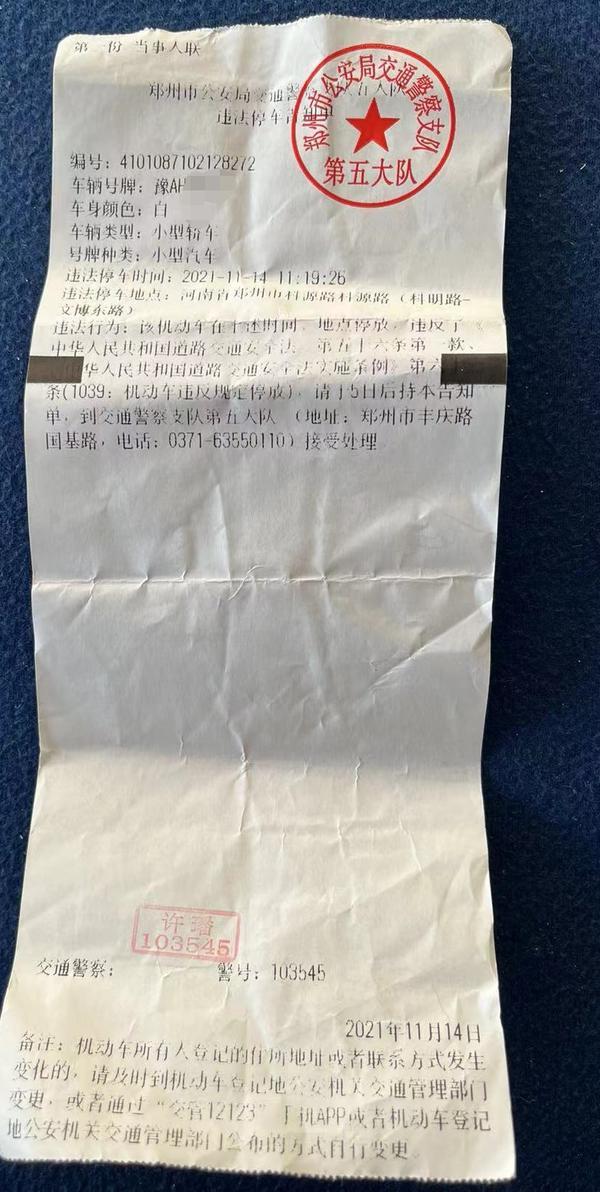 第一份 当事人联
郑州市公安局交通警察支队第五大队
违法停车告知单
郑州市公安局交通警察支队
第五大队
编号：4101087102128272
车辆号牌：豫AH
车身颜色：白
车辆类型：小型轿车
号牌种类：小型汽车
违法停车时间：2021-11-14 11:19:26
违法停车地点：河南省郑州市科源路科源路（科明路-
文博东路）
违法行为：该机动车在上述时间、地点停放，违反了《
中华人民共和国道路交通安全法》第五十六条第一款、
华人民共和国道路交通安全法实施条例》第六十
条(1039：机动车违反规定停放)，请于5日后持本告知
单，到交通警察支队第五大队 （地址：郑州市丰庆路
国基路，电话：0371-63550110）接受处理
许璠
103545
交通警察： 警号：103545
2021年11月14日
备注：机动车所有人登记的住所地址或者联系方式发生
变化的，请及时到机动车登记地公安机关交通管理部门
变更，或者通过“交管12123”手机APP或者机动车登记
地公安机关交通管理部门公布的方式自行变更。